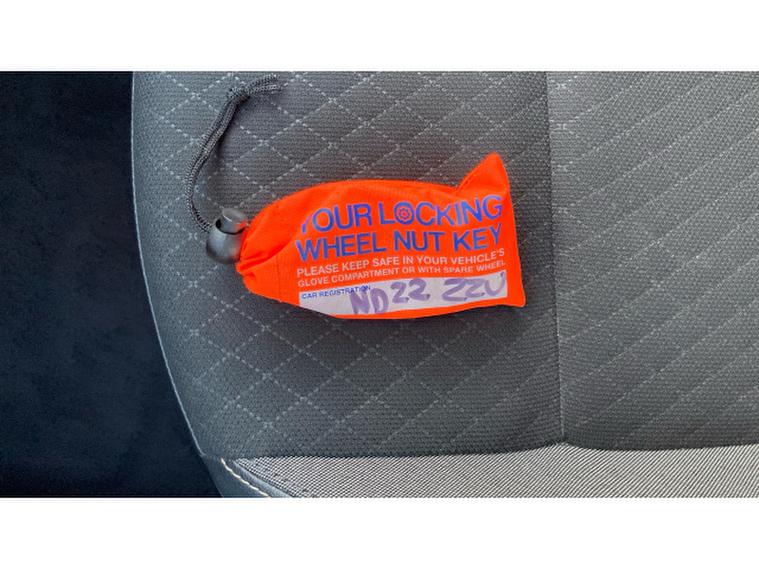 YOUR LOCKING
WHEEL NUT KEY
PLEASE KEEP SAFE IN YOUR VEHICLE'S
GLOVE COMPARTMENT OR WITH SPARE WHEEL
CAR REGISTRATION ND22 ZZU